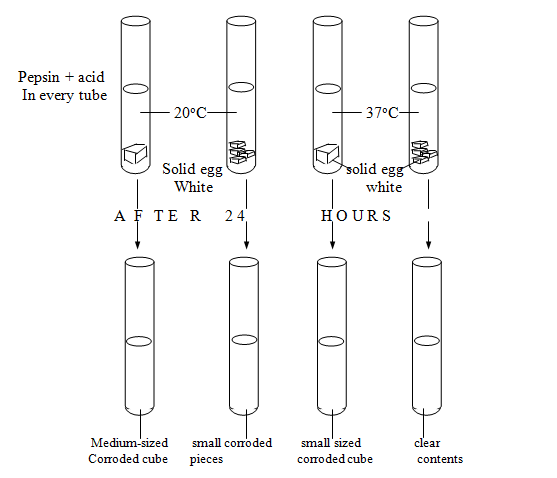 Pepsin + acid
In every tube
20°C
37°C
Solid egg
White
solid egg
white
A F T E R 24 HOURS
Medium-sized
Corroded cube
small corroded
pieces
small sized
corroded cube
clear
contents